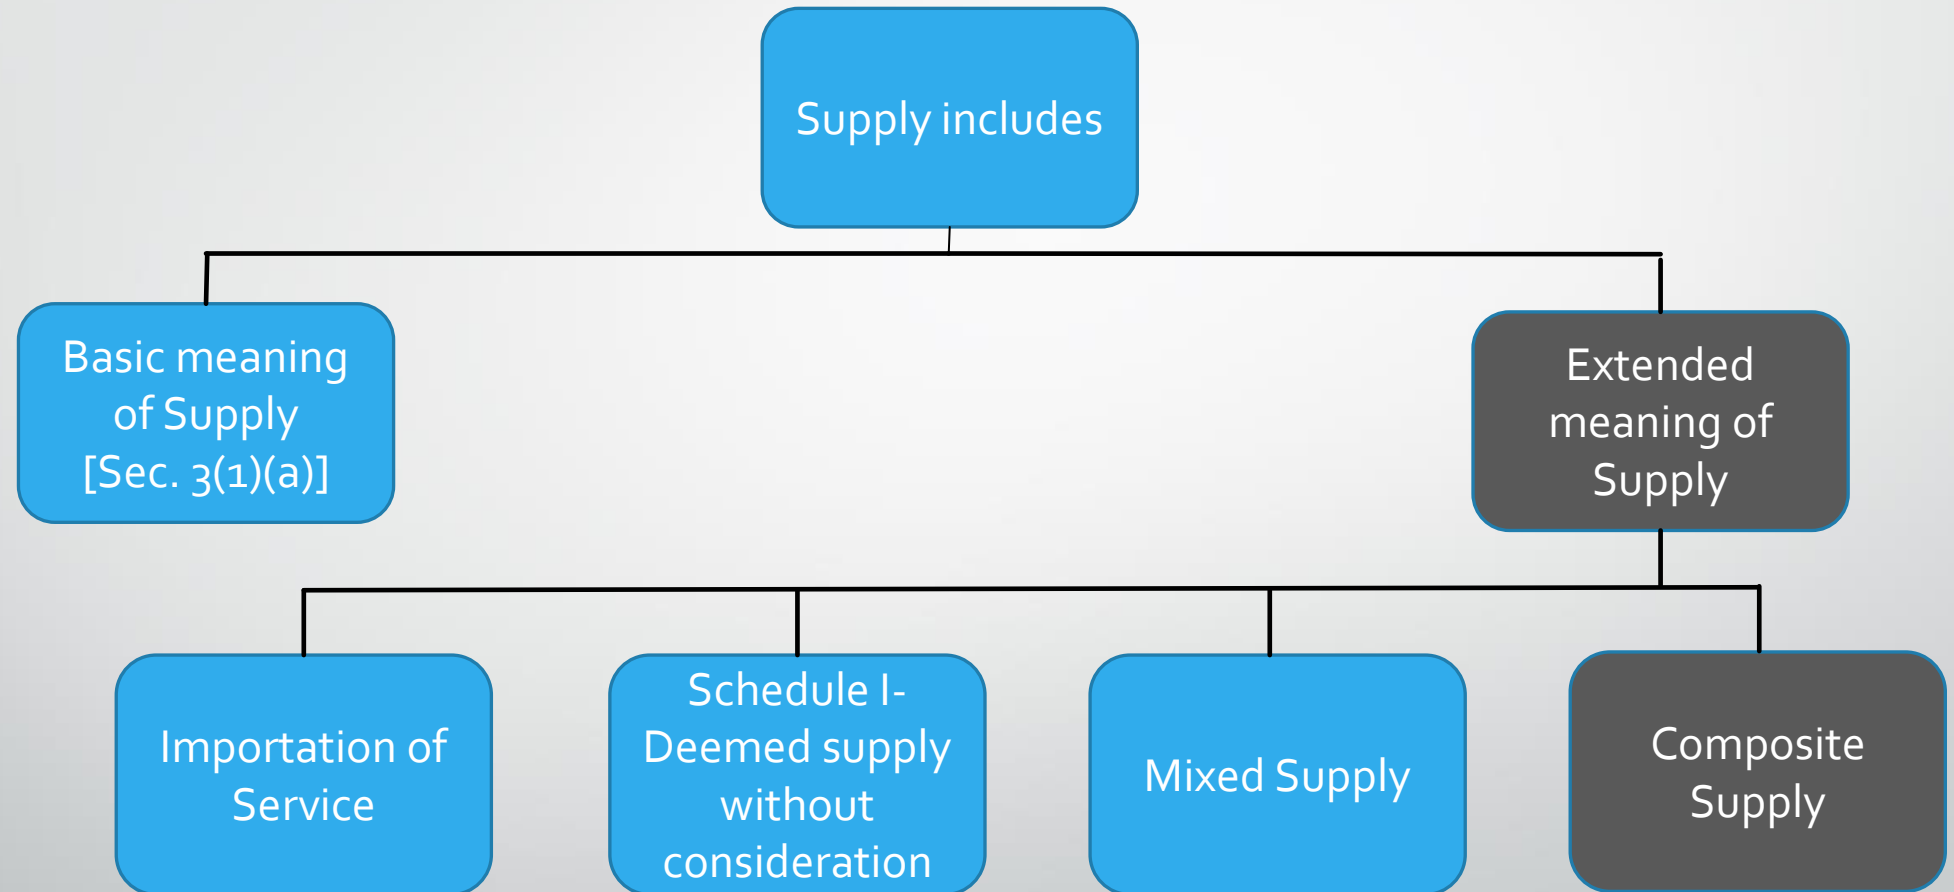 Supply includes
Basic meaning
of Supply
[Sec. 3(1)(a)]
Extended
meaning of
Supply
Importation of
Service
Schedule I-
Deemed supply
without
consideration
Mixed Supply
Composite
Supply